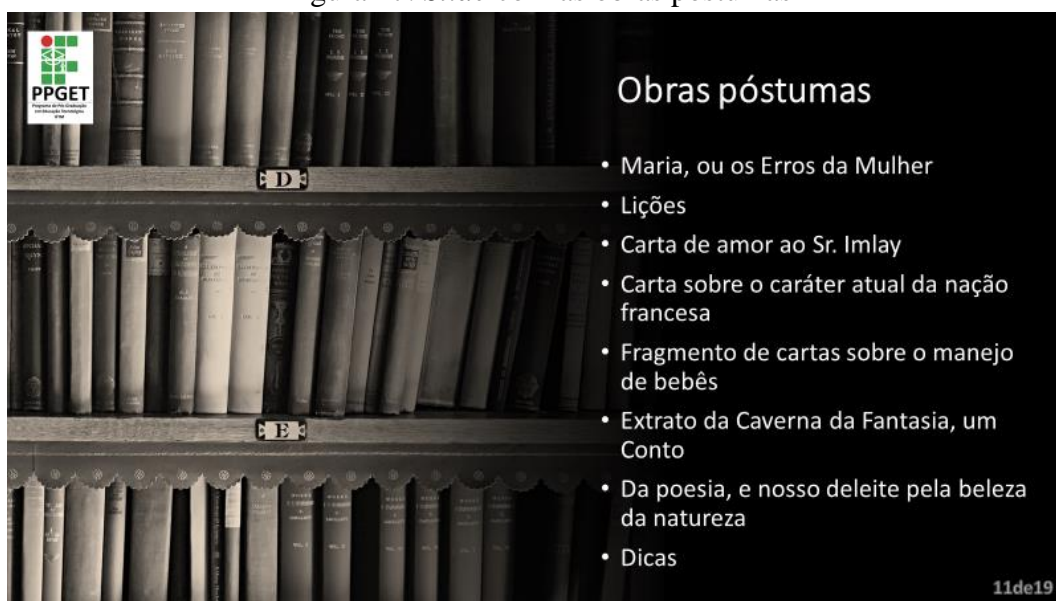 PPGET
Obras póstumas
• Maria, ou os Erros da Mulher
• Lições
• Carta de amor ao Sr. Imlay
• Carta sobre o caráter atual da nação
francesa
• Fragmento de cartas sobre o manejo
de bebês
• Extrato da Caverna da Fantasia, um
Conto
• Da poesia, e nosso deleite pela beleza
da natureza
• Dicas
D
E
11de19